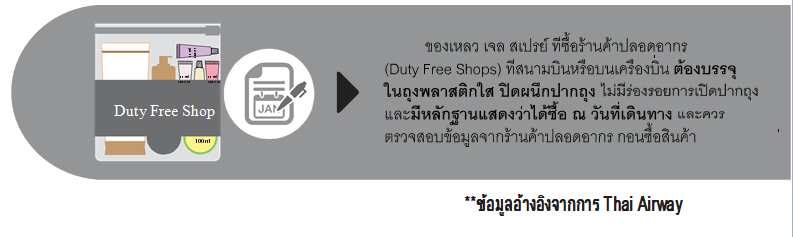 ของเหลว เจล สเปรย์ ที่ซื้อร้านค้าปลอดอากร
(Duty Free Shops) ที่สนามบินหรือบนเครื่องบิน ต้องบรรจุ
ในถุงพลาสติกใส ปิดผนึกปากถุง ไม่มีร่องรอยการเปิดปากถุง
และมีหลักฐานแสดงว่าได้ซื้อ ณ วันที่เดินทาง และควร
ตรวจสอบข้อมูลจากร้านค้าปลอดอากร ก่อนซื้อสินค้า
Duty Free Shop
JAN
100ml
**ข้อมูลอ้างอิงจากการ Thai Airway